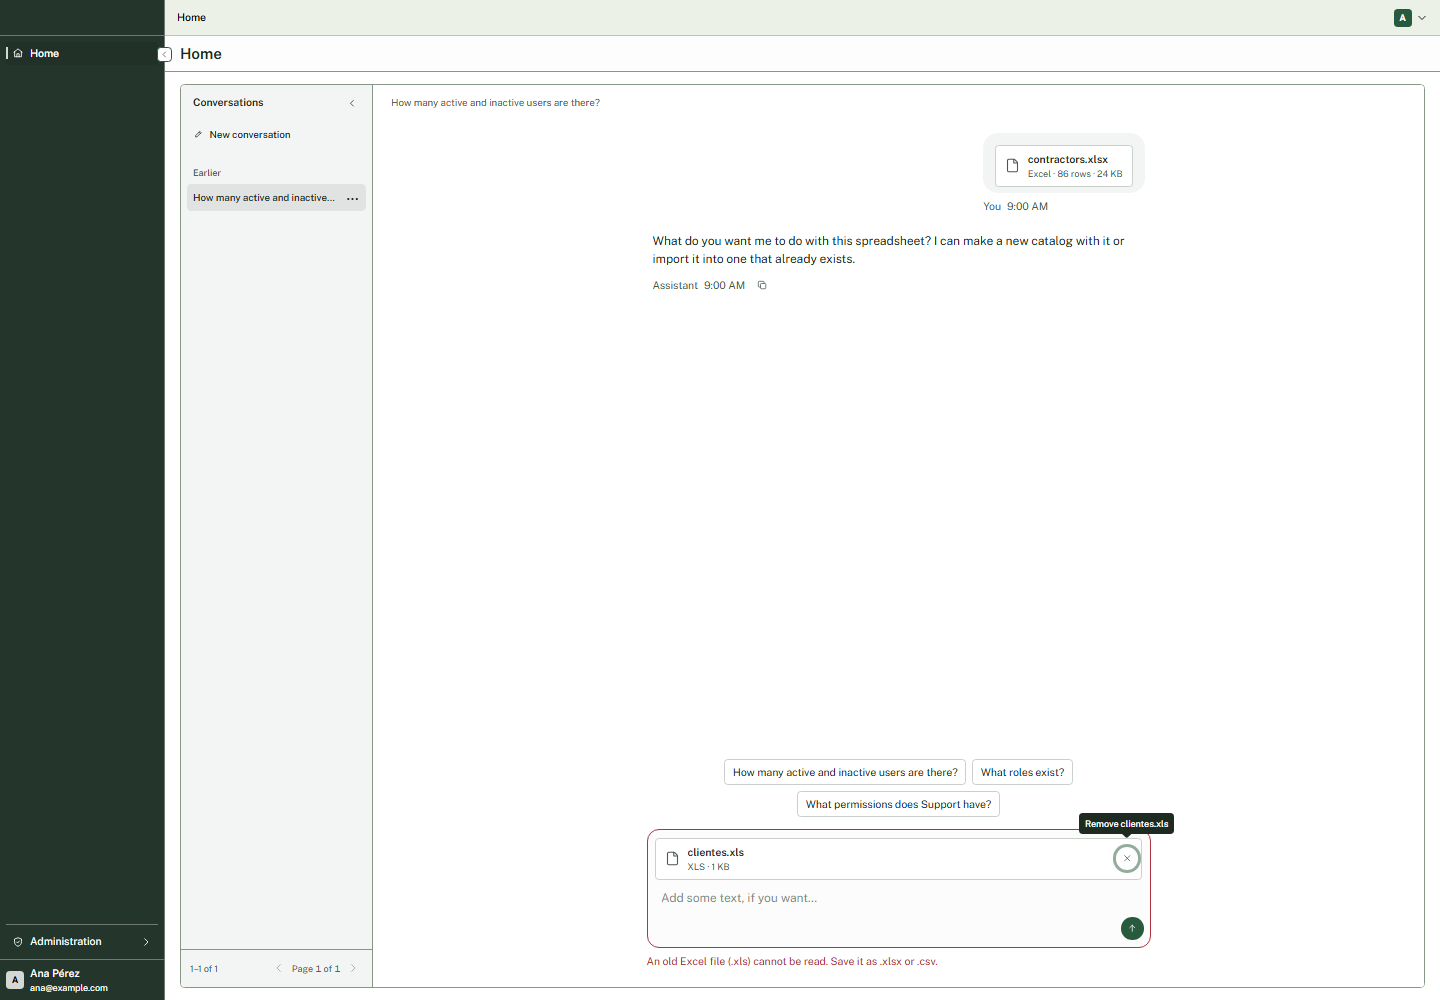 Home
A
Home
Home
Conversations
New conversation
Earlier
How many active and inactive...
How many active and inactive users are there?
contractors.xlsx
Excel · 86 rows · 24 KB
You 9:00 AM
What do you want me to do with this spreadsheet? I can make a new catalog with it or
import it into one that already exists.
Assistant 9:00 AM
How many active and inactive users are there?
What roles exist?
What permissions does Support have?
Remove clientes.xls
clientes.xls
XLS · 1 KB
Add some text, if you want...
An old Excel file (.xls) cannot be read. Save it as .xlsx or .csv.
1–1 of 1
Page 1 of 1
Administration
A
Ana Pérez
ana@example.com